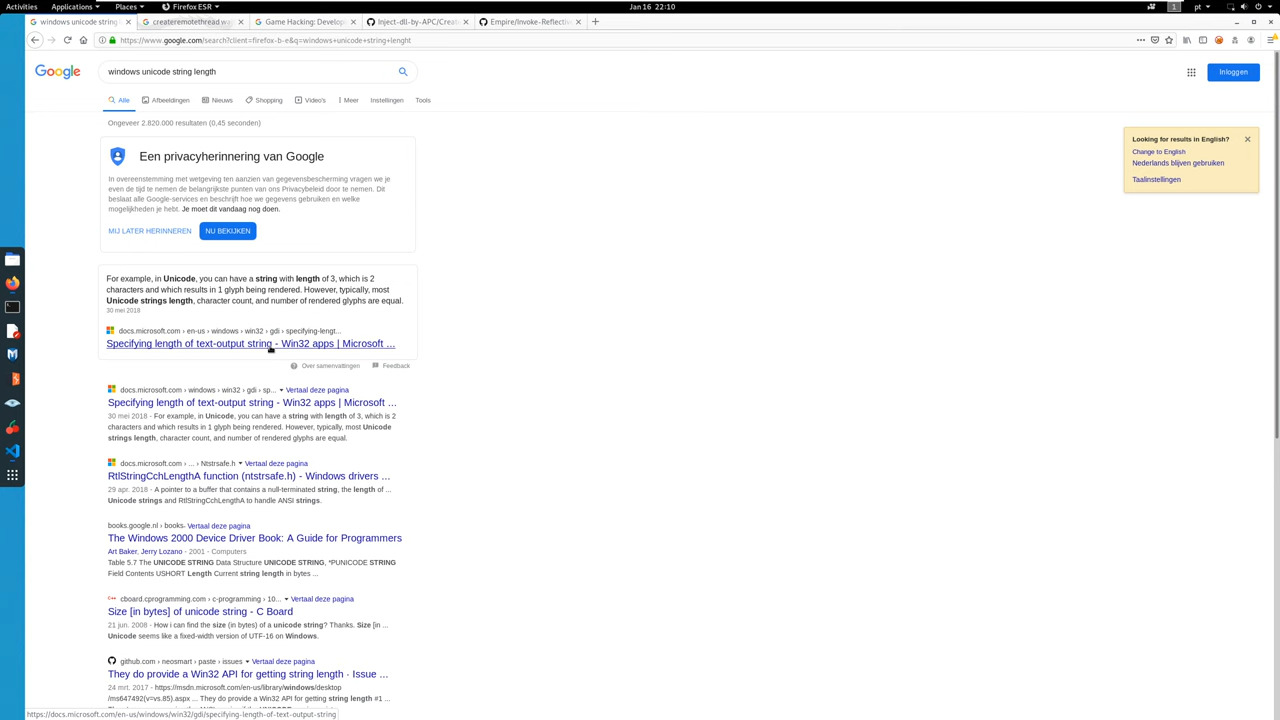 Activities Applications Places Firefox ESR Jan 16 22:10 1 pt
windows unicode string
createremotethread wa
Game Hacking: Develop
Inject-dll-by-APC/Create
Empire/Invoke-Reflective
https://www.google.com/search?client=firefox-b-e&q=windows+unicode+string+lenght
Google
windows unicode string length
Inloggen
Alle Afbeeldingen Nieuws Shopping Video's Meer Instellingen Tools
Ongeveer 2.820.000 resultaten (0,45 seconden)
Looking for results in English?
Change to English
Nederlands blijven gebruiken
Taalinstellingen
Een privacyherinnering van Google
In overeenstemming met wetgeving ten aanzien van gegevensbescherming vragen we je
even de tijd te nemen de belangrijkste punten van ons Privacybeleid door te nemen. Dit
beslaat alle Google-services en beschrijft hoe we gegevens gebruiken en welke
mogelijkheden je hebt. Je moet dit vandaag nog doen.
MIJ LATER HERINNEREN NU BEKIJKEN
For example, in Unicode, you can have a string with length of 3, which is 2
characters and which results in 1 glyph being rendered. However, typically, most
Unicode strings length, character count, and number of rendered glyphs are equal.
30 mei 2018
docs.microsoft.com › en-us › windows › win32 › gdi › specifying-lengt...
Specifying length of text-output string - Win32 apps | Microsoft ...
Over samenvattingen Feedback
docs.microsoft.com › windows › win32 › gdi › sp... Vertaal deze pagina
Specifying length of text-output string - Win32 apps | Microsoft ...
30 mei 2018 - For example, in Unicode, you can have a string with length of 3, which is 2
characters and which results in 1 glyph being rendered. However, typically, most Unicode
strings length, character count, and number of rendered glyphs are equal.
docs.microsoft.com › ... › Ntstrsafe.h Vertaal deze pagina
RtlStringCchLengthA function (ntstrsafe.h) - Windows drivers ...
29 apr. 2018 - A pointer to a buffer that contains a null-terminated string, the length of ...
Unicode strings and RtlStringCchLengthA to handle ANSI strings.
books.google.nl › books Vertaal deze pagina
The Windows 2000 Device Driver Book: A Guide for Programmers
Art Baker, Jerry Lozano - 2001 - Computers
Table 5.7 The UNICODE STRING Data Structure UNICODE STRING, *PUNICODE STRING
Field Contents USHORT Length Current string length in bytes ...
cboard.cprogramming.com › c-programming › 10... Vertaal deze pagina
Size [in bytes] of unicode string - C Board
21 jun. 2008 - How i can find the size (in bytes) of a unicode string? Thanks. Size [in ...
Unicode seems like a fixed-width version of UTF-16 on Windows.
github.com › neosmart › paste › issues Vertaal deze pagina
They do provide a Win32 API for getting string length · Issue ...
24 mrt. 2017 - https://msdn.microsoft.com/en-us/library/windows/desktop
/ms647492(v=vs.85).aspx ... They do provide a Win32 API for getting string length #1 ...
https://docs.microsoft.com/en-us/windows/win32/gdi/specifying-length-of-text-output-string